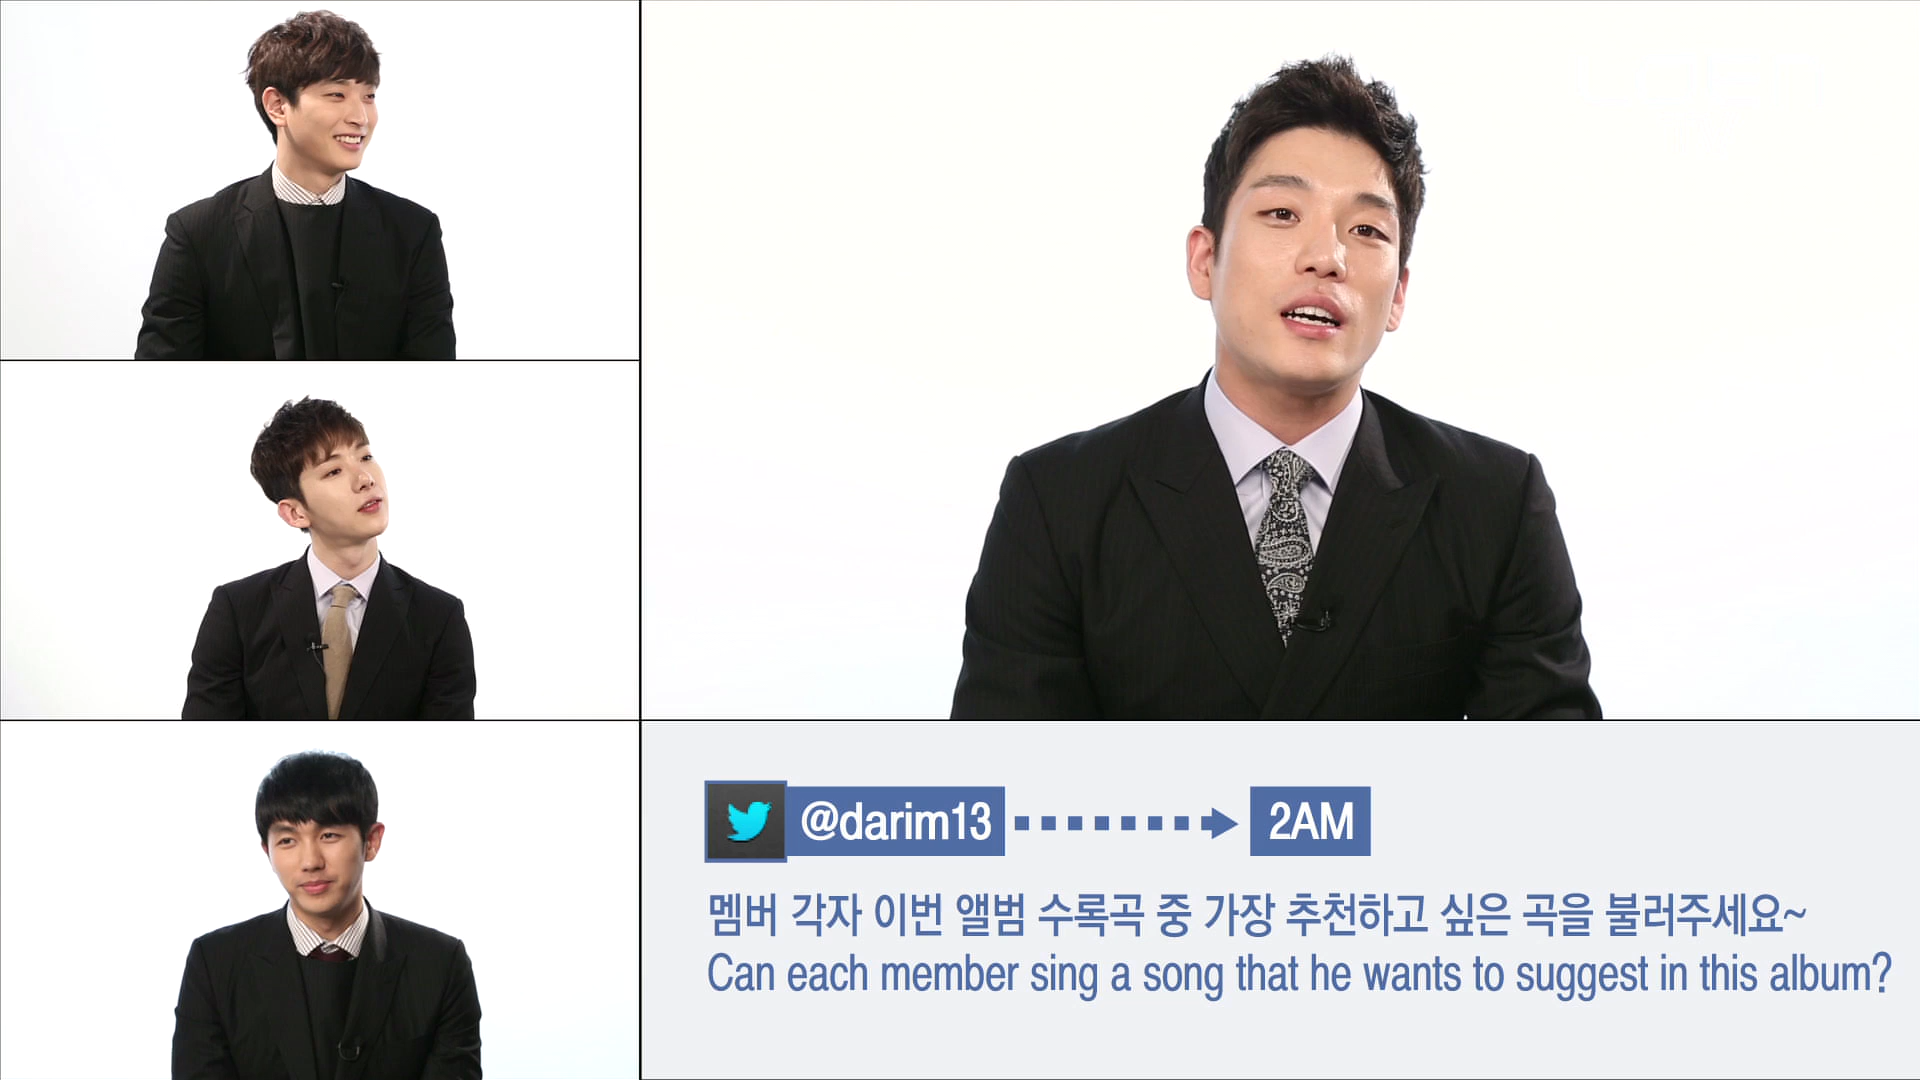 @darim13
2AM
멤버 각자 이번 앨범 수록곡 중 가장 추천하고 싶은 곡을 불러주세요~
Can each member sing a song that he wants to suggest in this album?